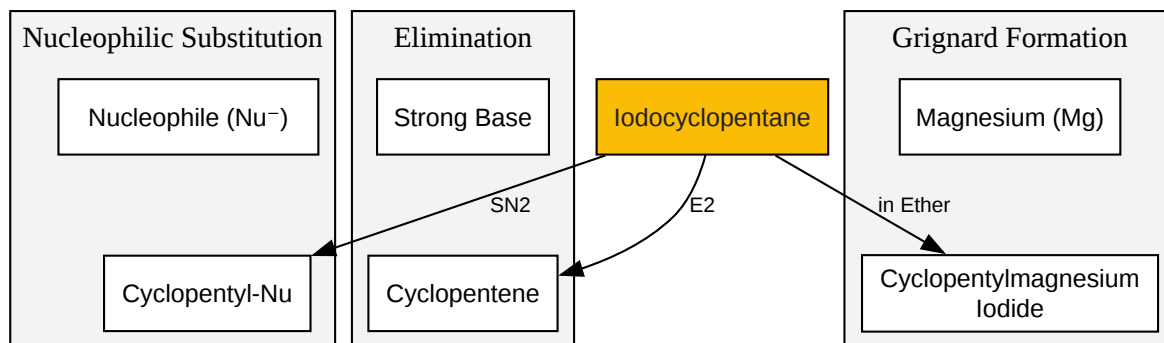 Nucleophilic Substitution
Elimination
Grignard Formation
Nucleophile (Nu⁻)
Strong Base
Iodocyclopentane
Magnesium (Mg)
SN2
E2
in Ether
Cyclopentyl-Nu
Cyclopentene
Cyclopentylmagnesium
Iodide